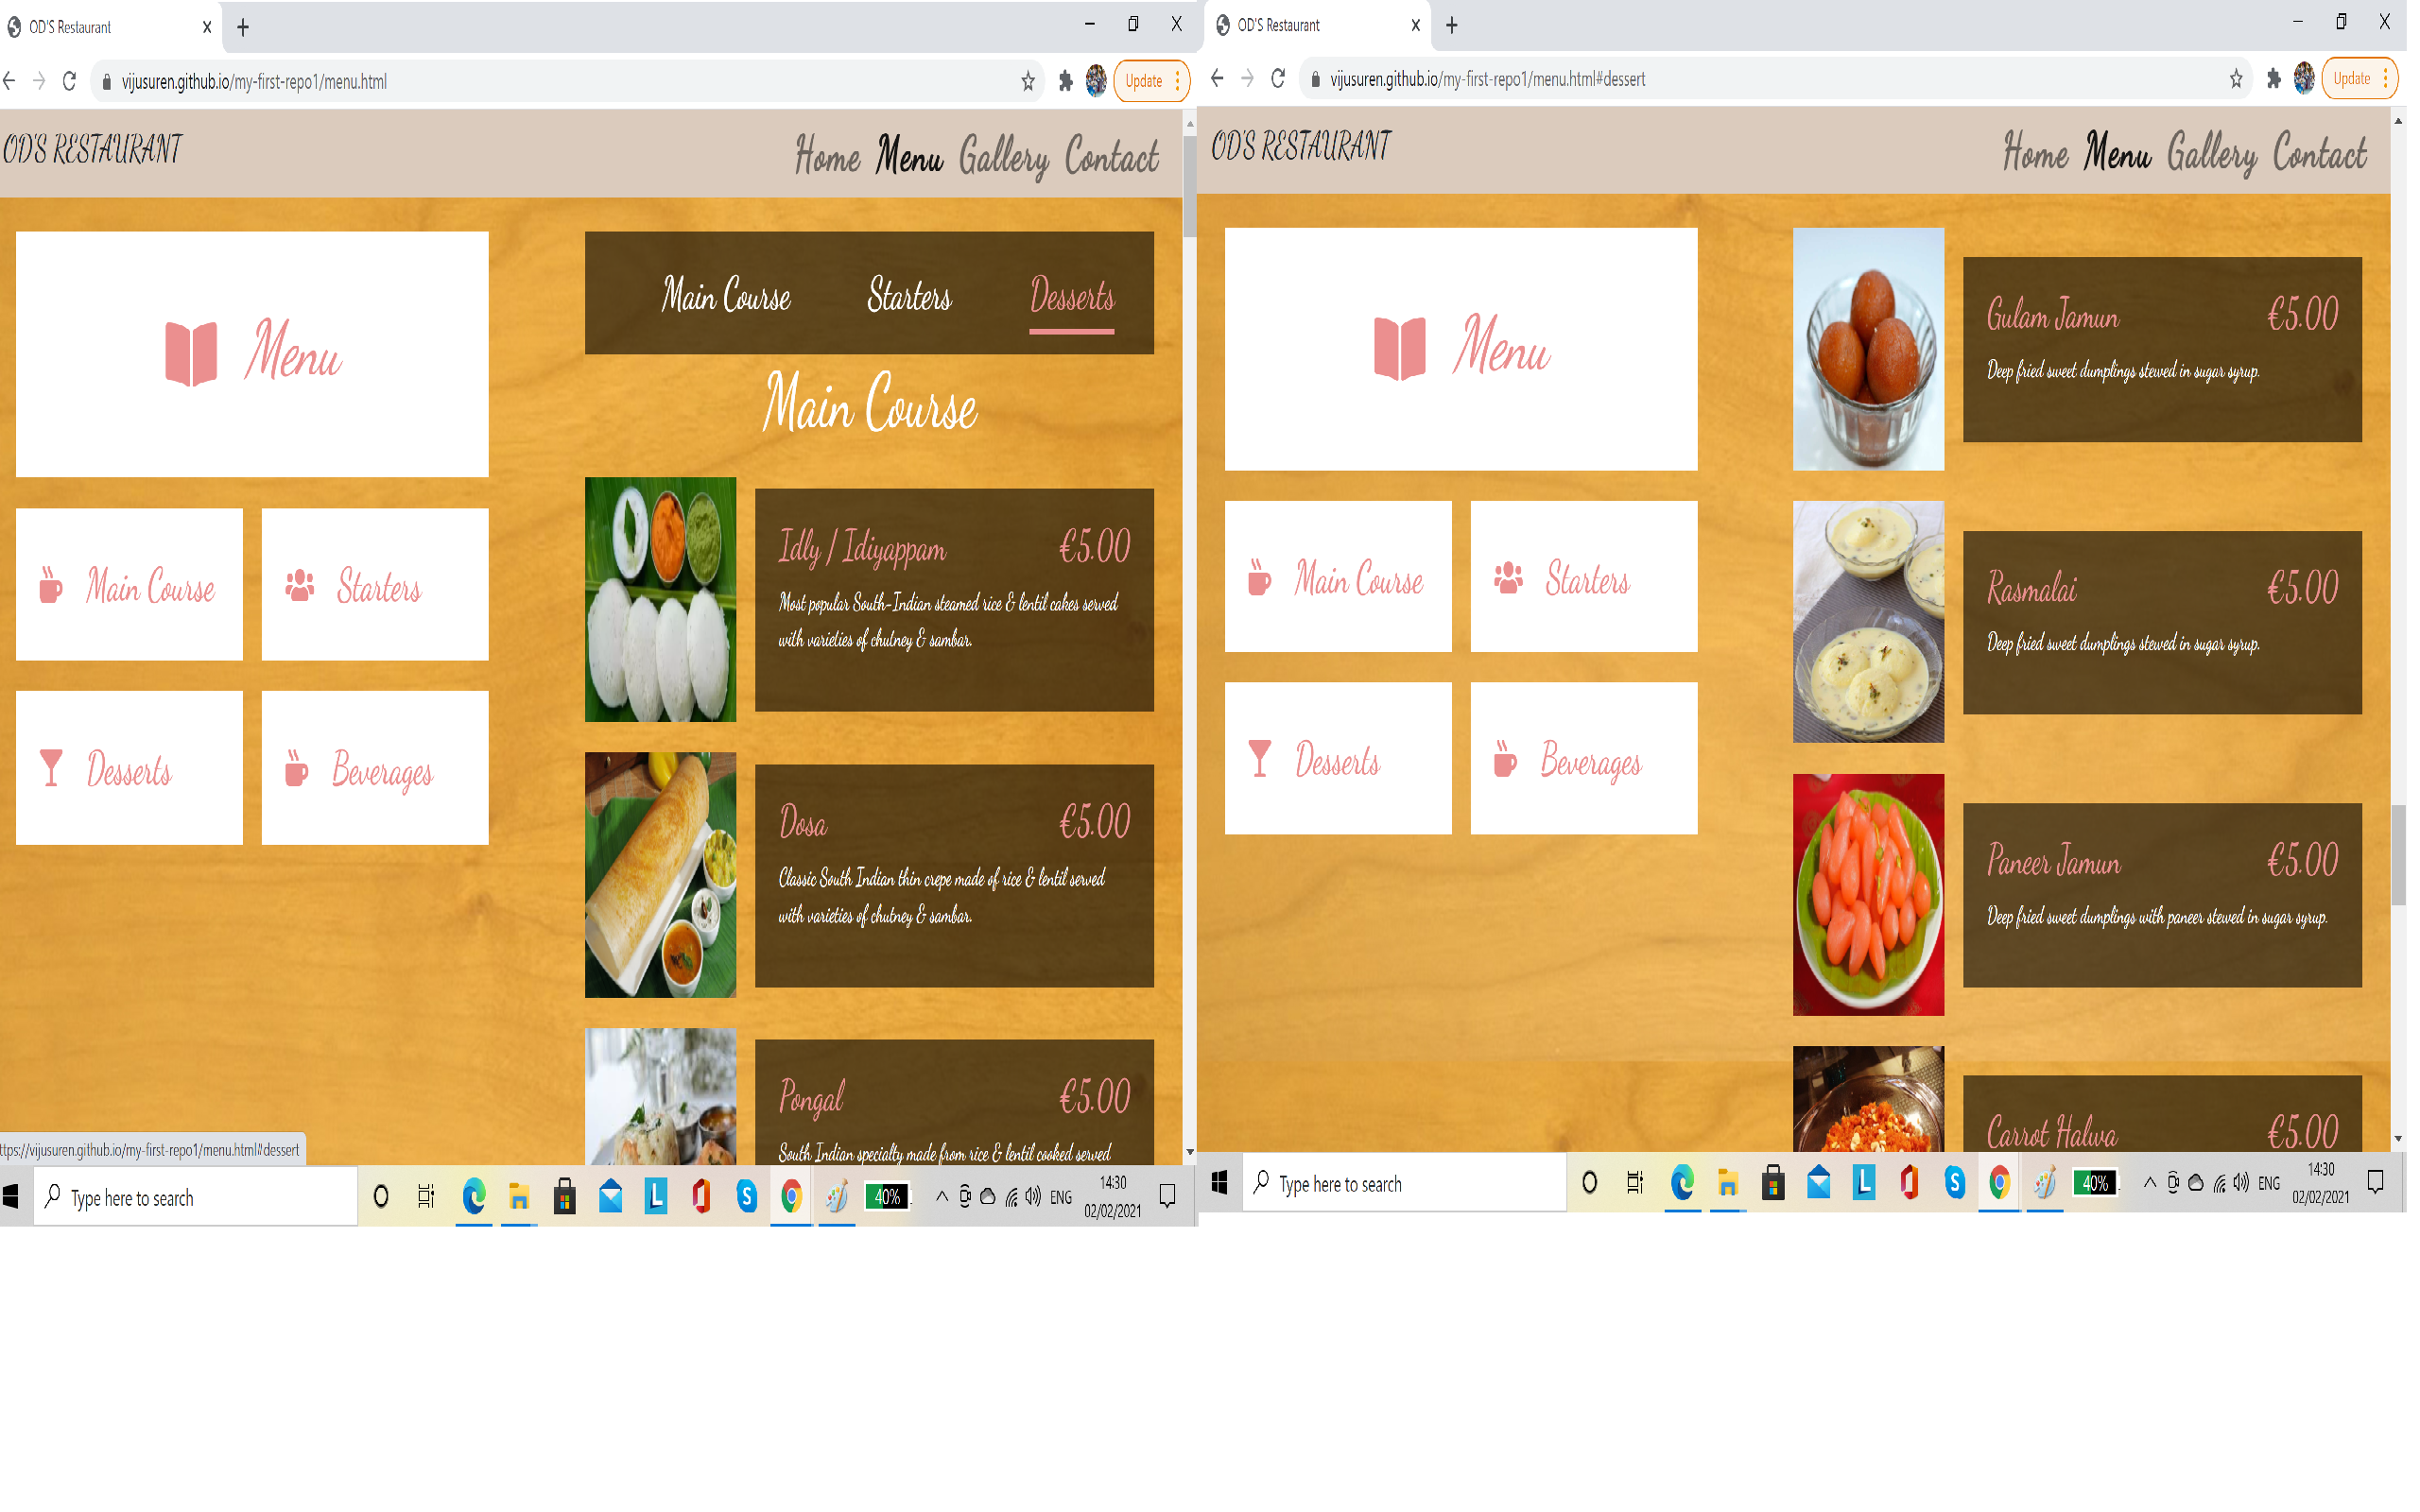 OD'S Restaurant
vijusuren.github.io/my-first-repo1/menu.html
Update
OD'S RESTAURANT
Home Menu Gallery Contact
Menu
Main Course
Starters
Desserts
Beverages
Main Course Starters Desserts
Main Course
Idly / Idiyappam €5.00
Most popular South-Indian steamed rice & lentil cakes served
with varieties of chutney & sambar.
Dosa €5.00
Classic South Indian thin crepe made of rice & lentil served
with varieties of chutney & sambar.
Pongal €5.00
South Indian specialty made from rice & lentil cooked served
ttps://vijusuren.github.io/my-first-repo1/menu.html#dessert
Type here to search
L
S
40%
ENG
14:30
02/02/2021
OD'S Restaurant
vijusuren.github.io/my-first-repo1/menu.html#dessert
Update
OD'S RESTAURANT
Home Menu Gallery Contact
Menu
Main Course
Starters
Desserts
Beverages
Gulam Jamun €5.00
Deep fried sweet dumplings stewed in sugar syrup.
Rasmalai €5.00
Deep fried sweet dumplings stewed in sugar syrup.
Paneer Jamun €5.00
Deep fried sweet dumplings with paneer stewed in sugar syrup.
Carrot Halwa €5.00
Type here to search
L
S
40%
ENG
14:30
02/02/2021